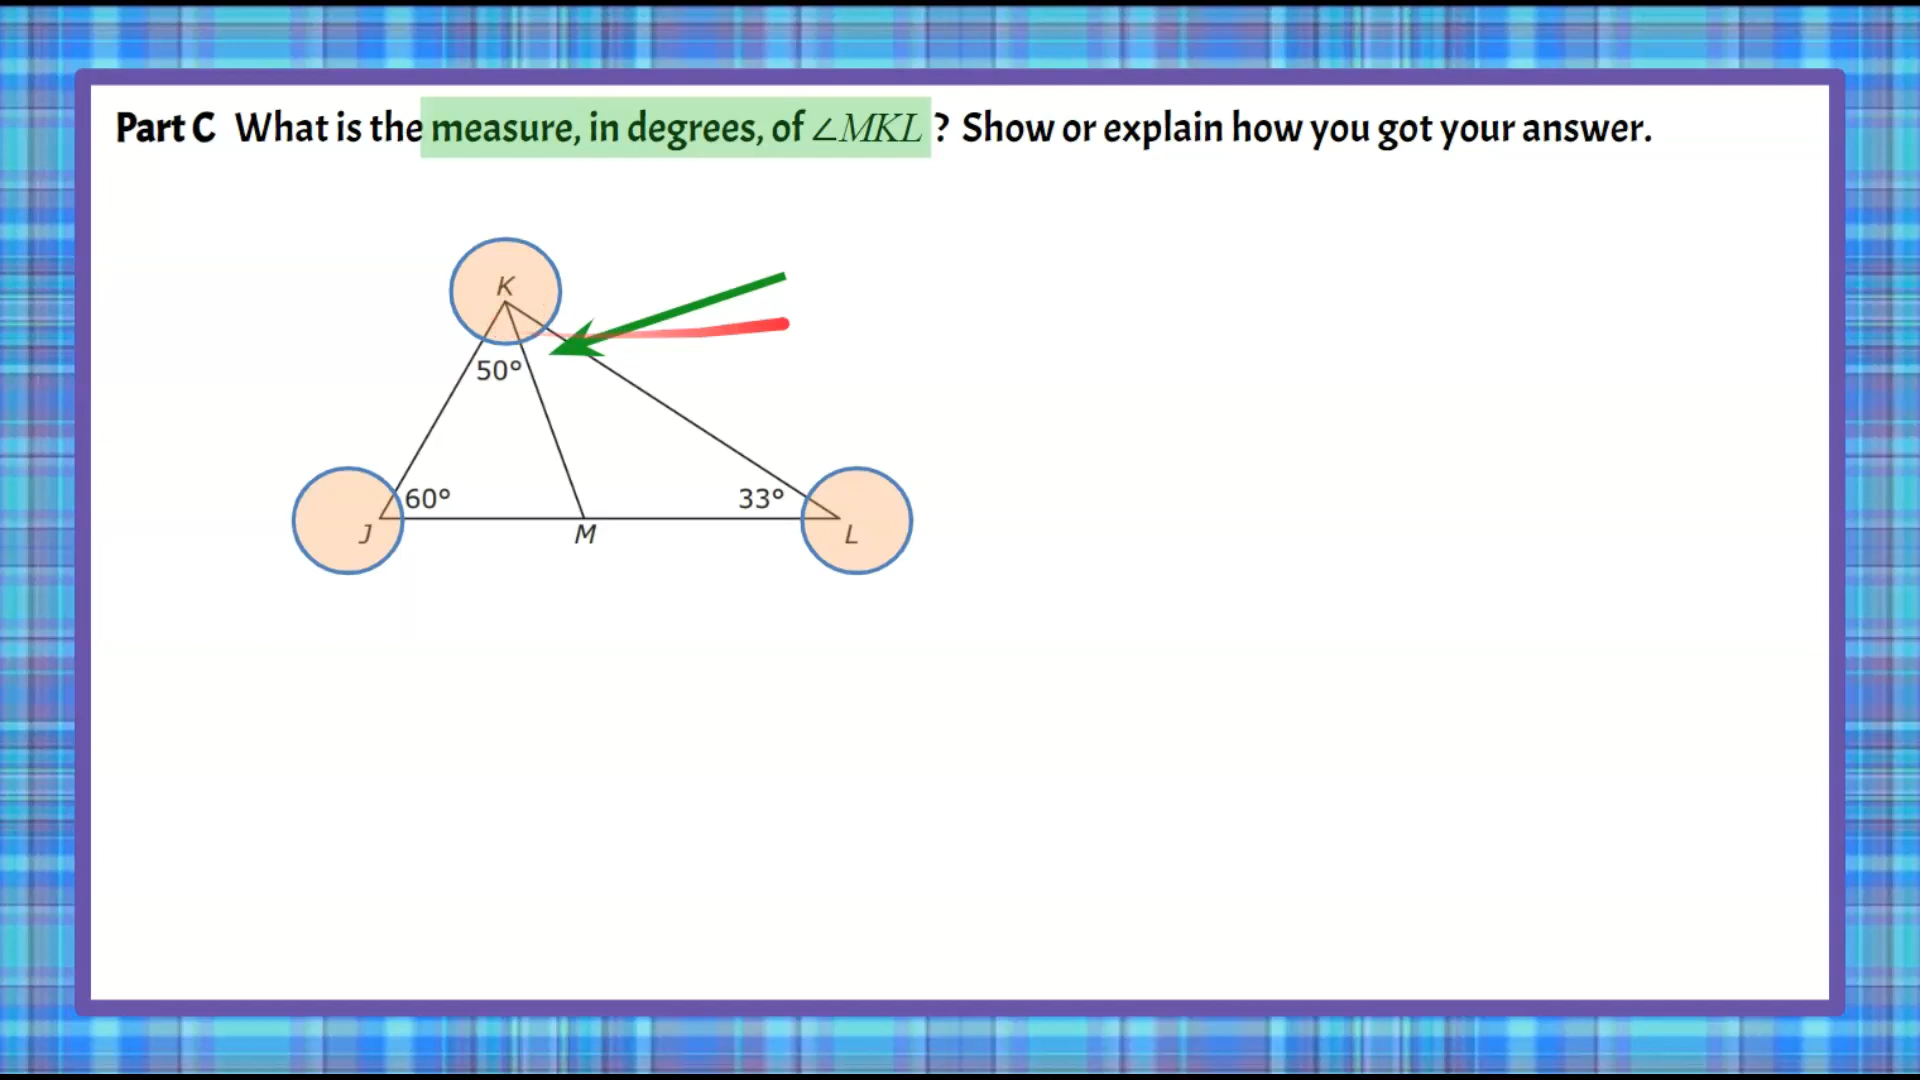 Part C What is the measure, in degrees, of ∠MKL ? Show or explain how you got your answer.
K
50°
60°
33°
J
M
L